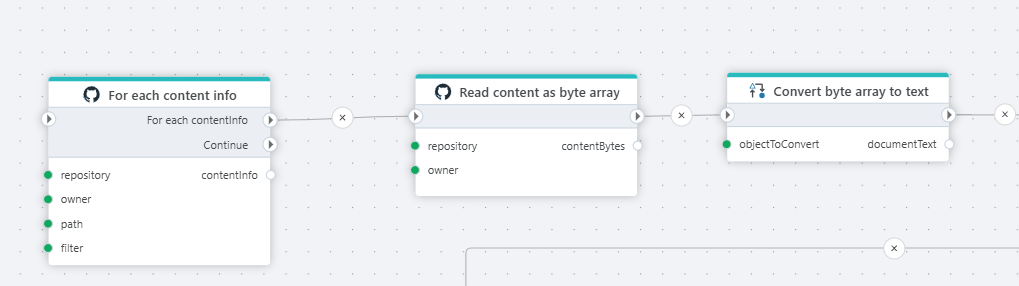 For each content info
For each contentInfo
Continue
repository contentInfo
owner
path
filter
Read content as byte array
repository contentBytes
owner
Convert byte array to text
objectToConvert documentText